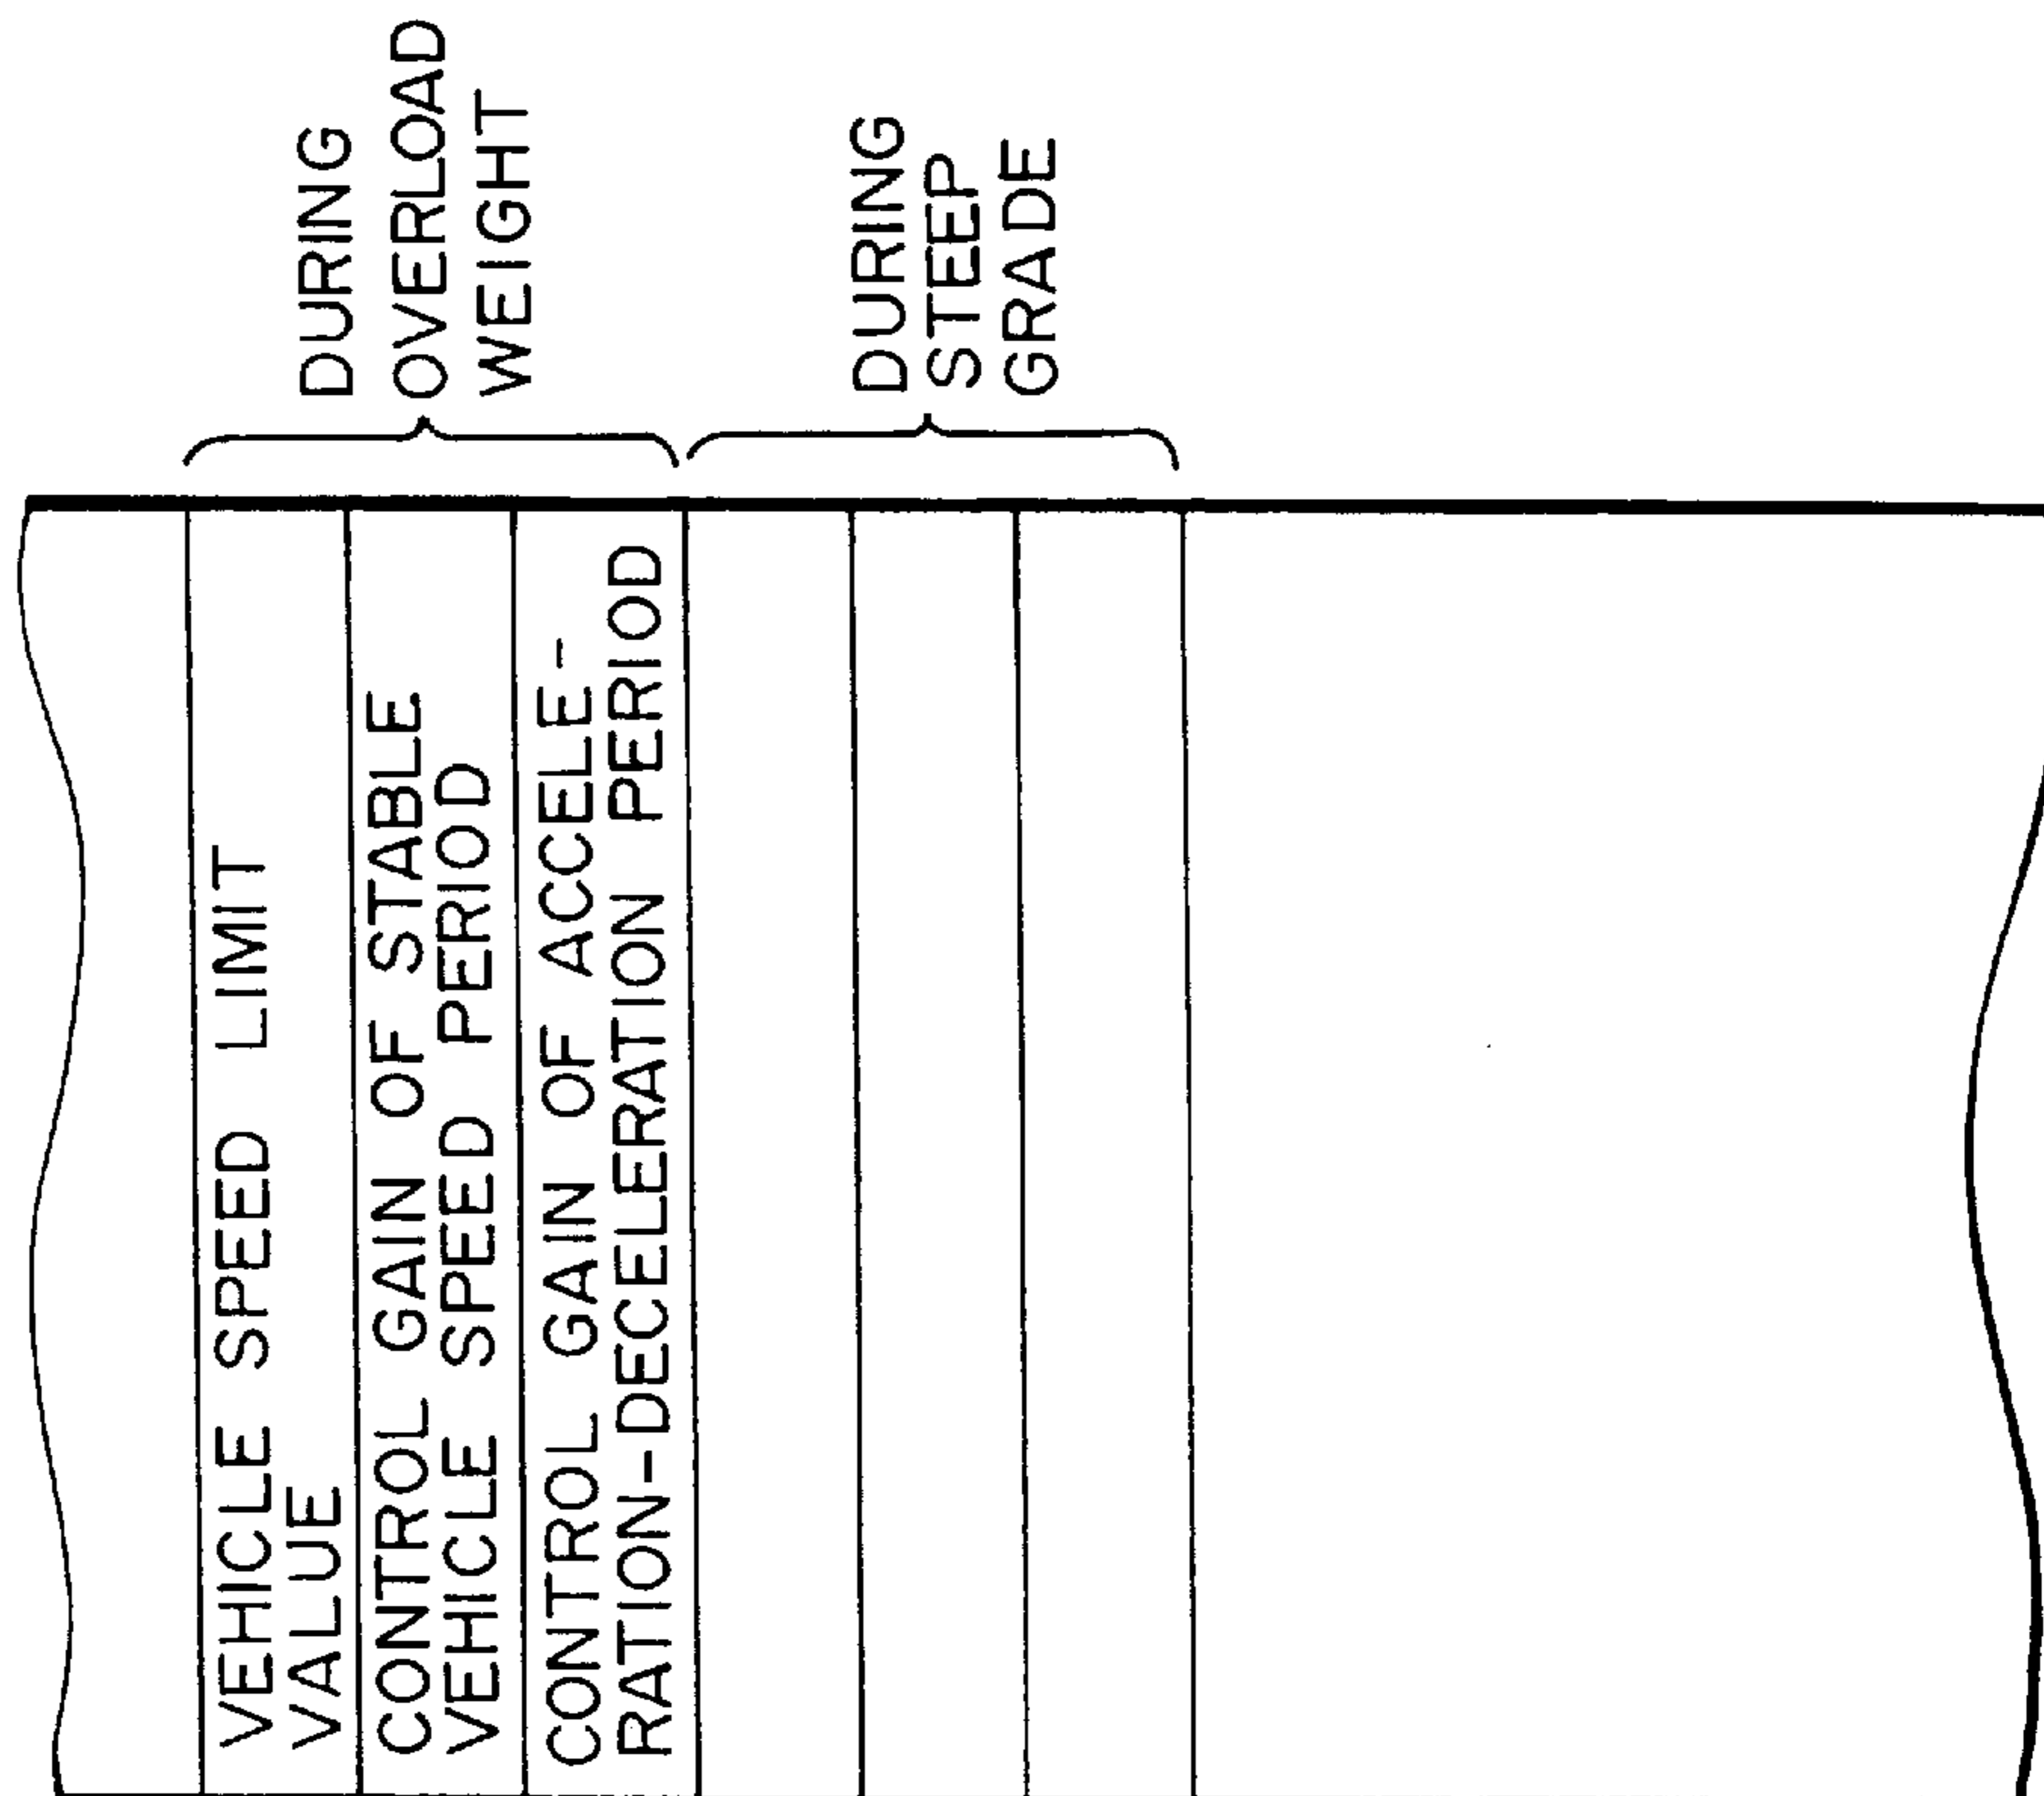 VEHICLE SPEED LIMIT
VALUE
CONTROL GAIN OF STABLE
VEHICLE SPEED PERIOD
CONTROL GAIN OF ACCELE-
RATION-DECELERATION PERIOD
DURING
OVERLOAD
WEIGHT
DURING
STEEP
GRADE